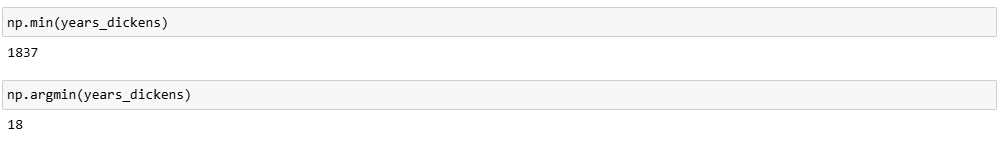 np.min(years_dickens)
1837
np.argmin(years_dickens)
18